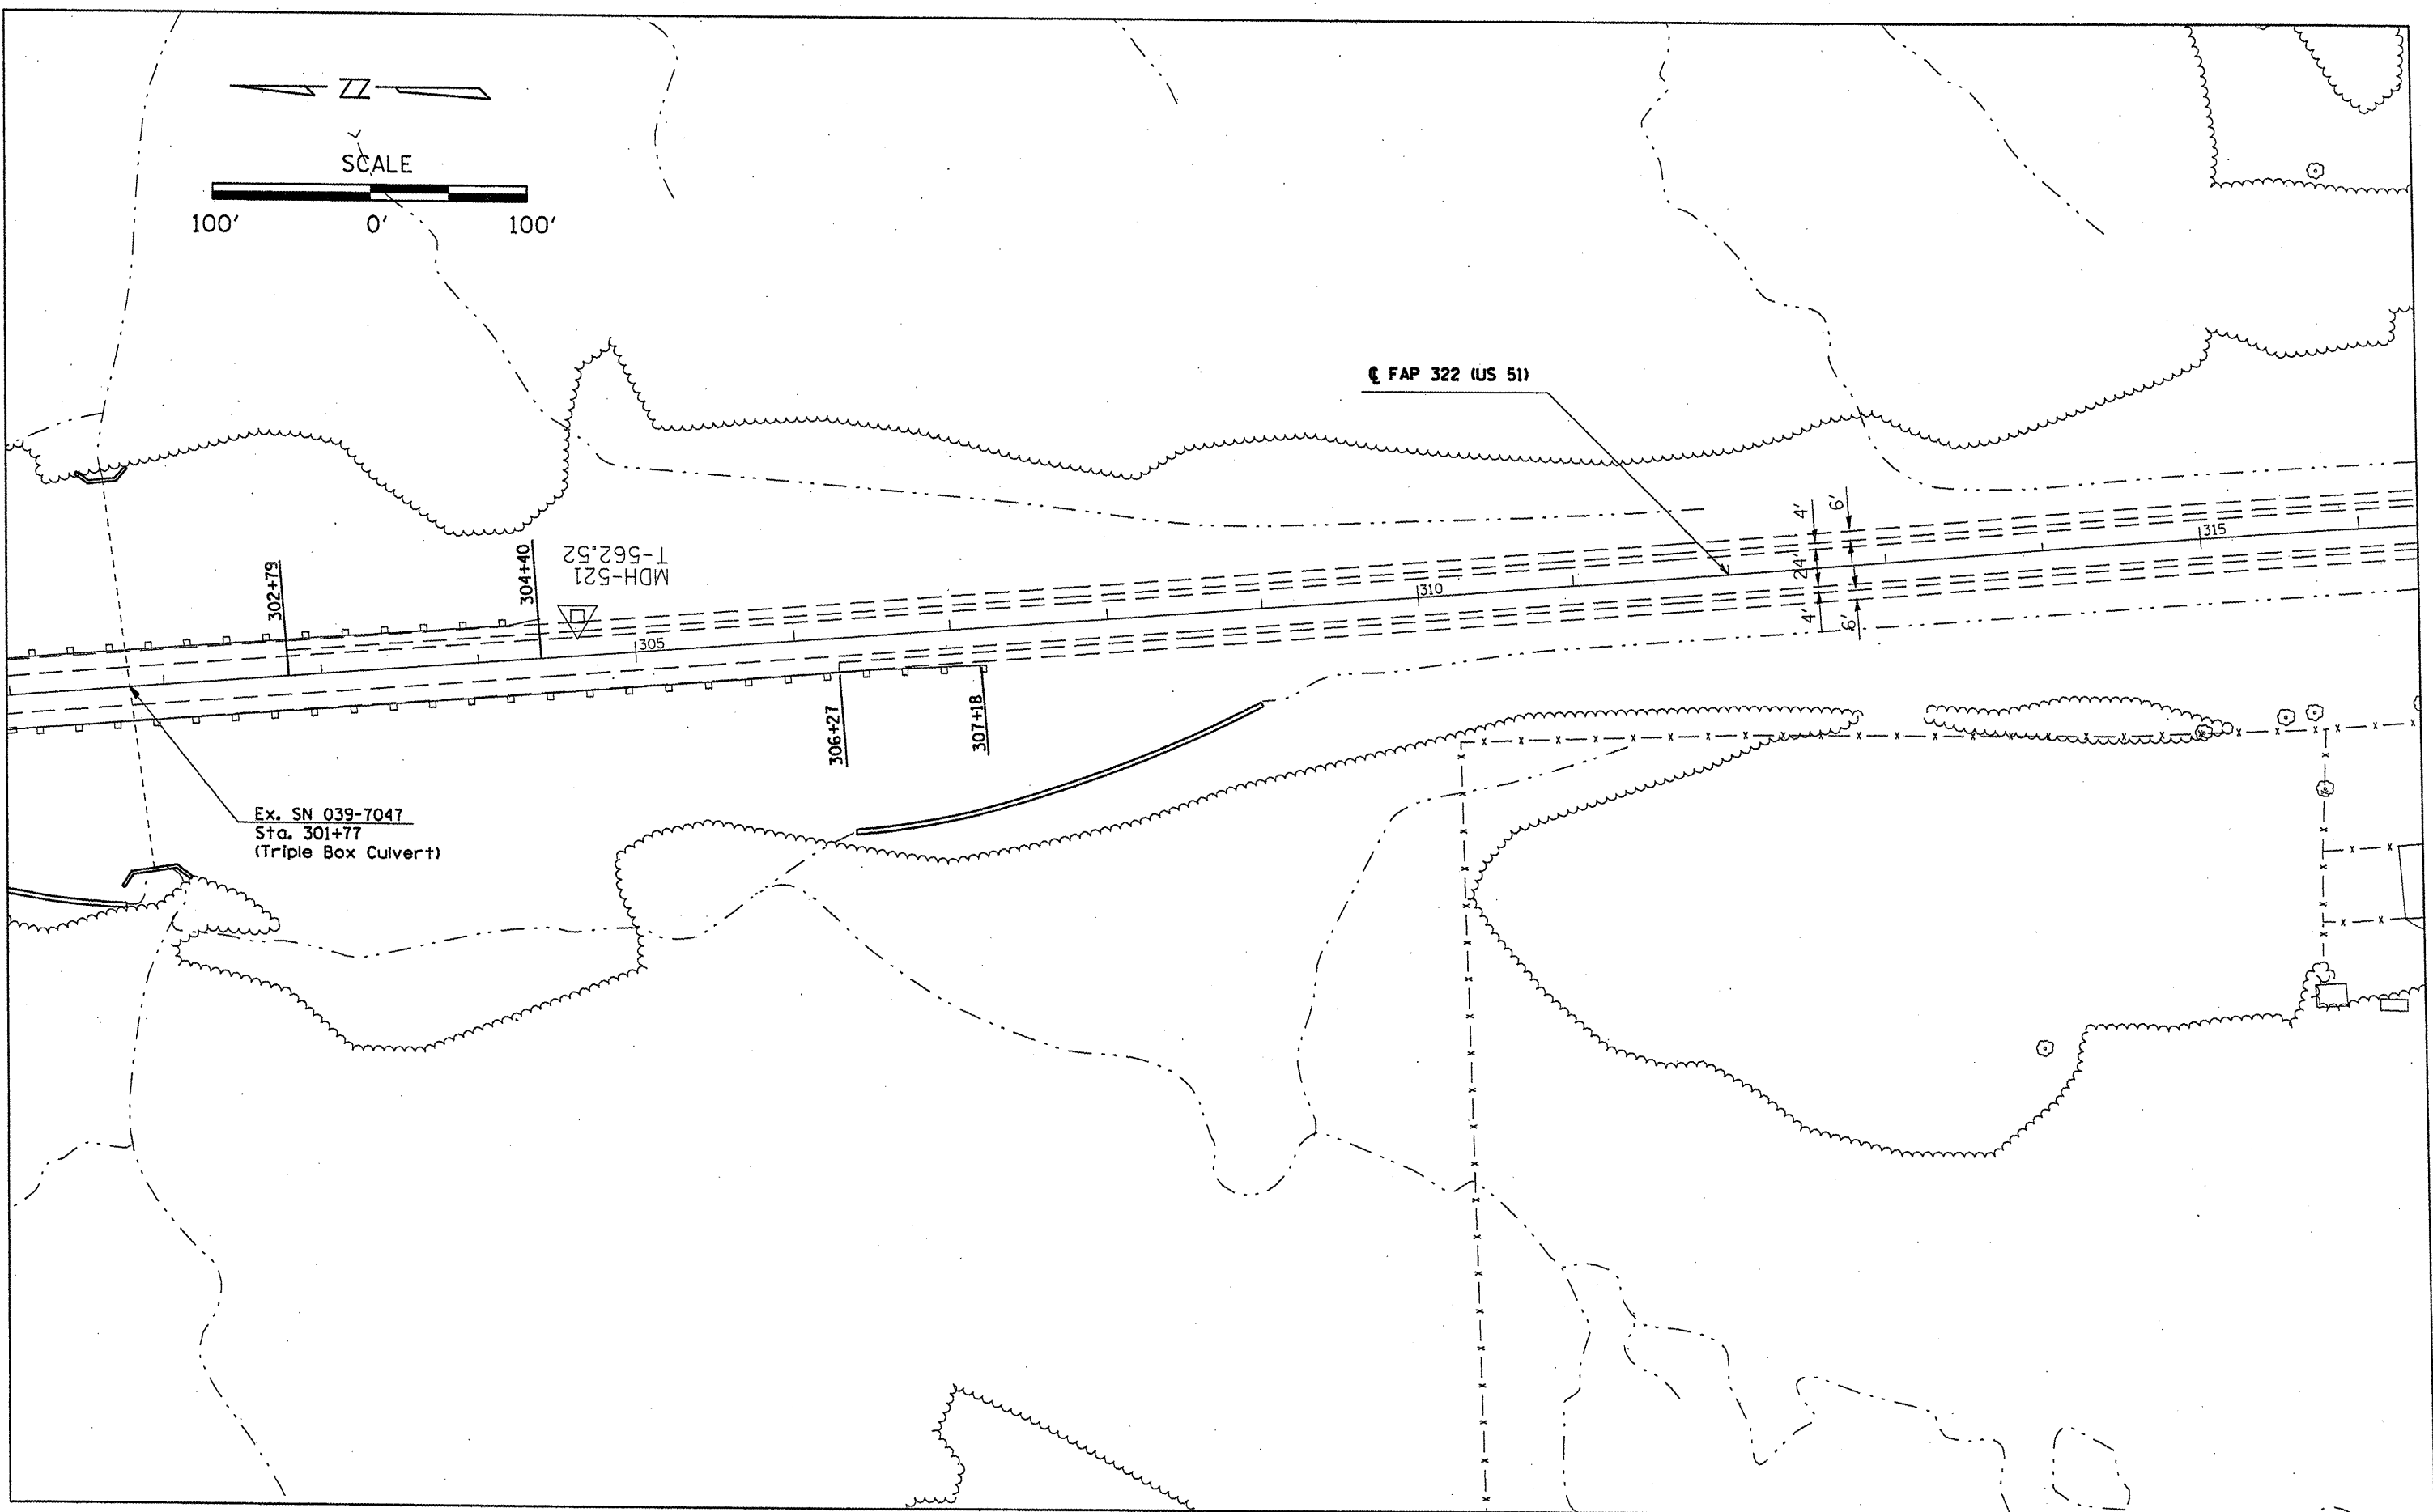 ZZ
SCALE
100' 0' 100'
℄ FAP 322 (US 51)
302+79
304+40
MDH-521
T-562.52
305
310
315
4'
6'
24'
4'
6'
306+27
307+18
Ex. SN 039-7047
Sta. 301+77
(Triple Box Culvert)